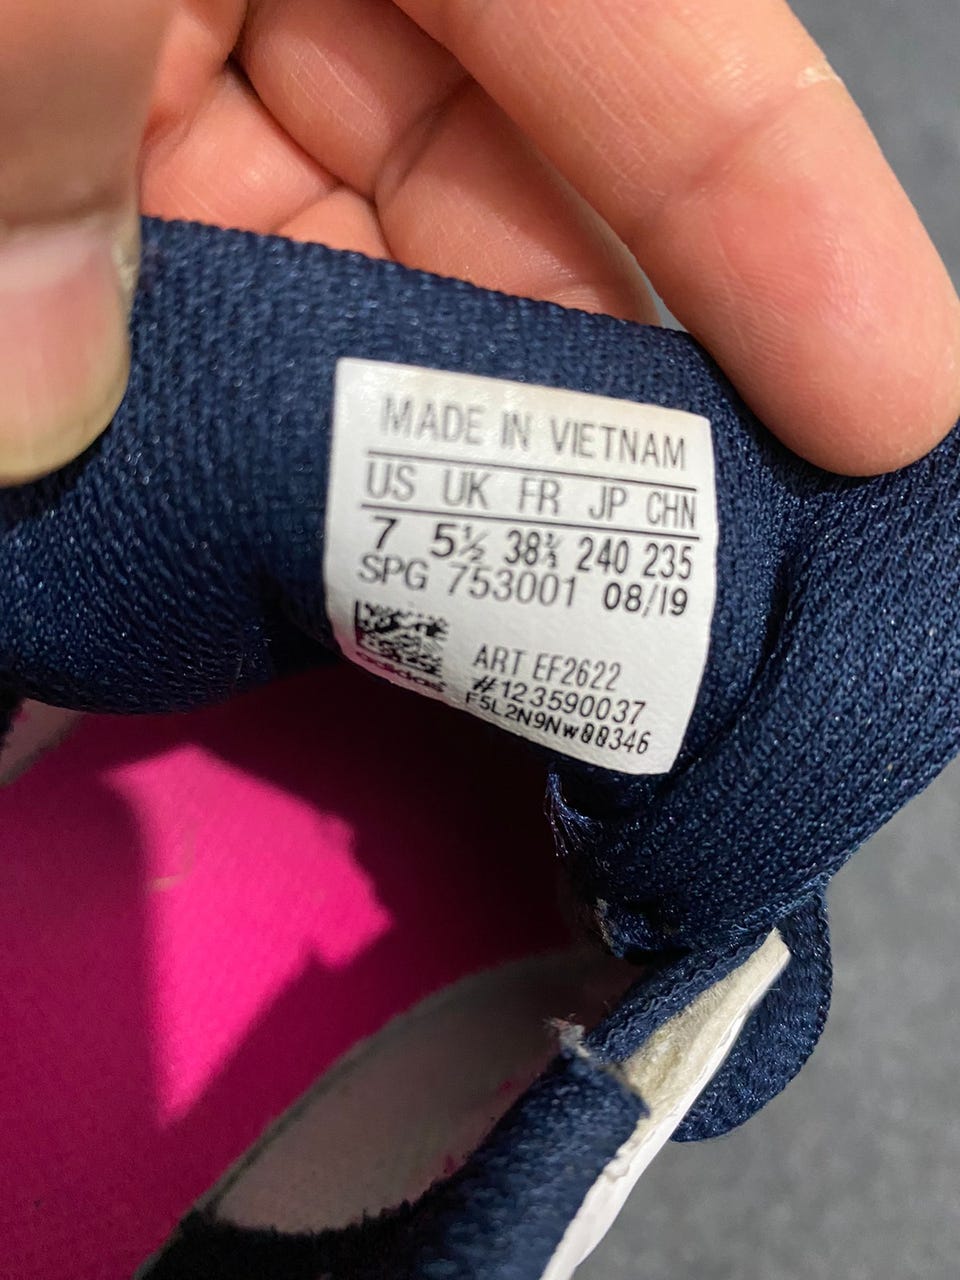 MADE IN VIETNAM
US UK FR JP CHN
7 5½ 38⅔ 240 235
SPG 753001 08/19
adidas
ART EF2622
#123590037
F5L2N9NW00346